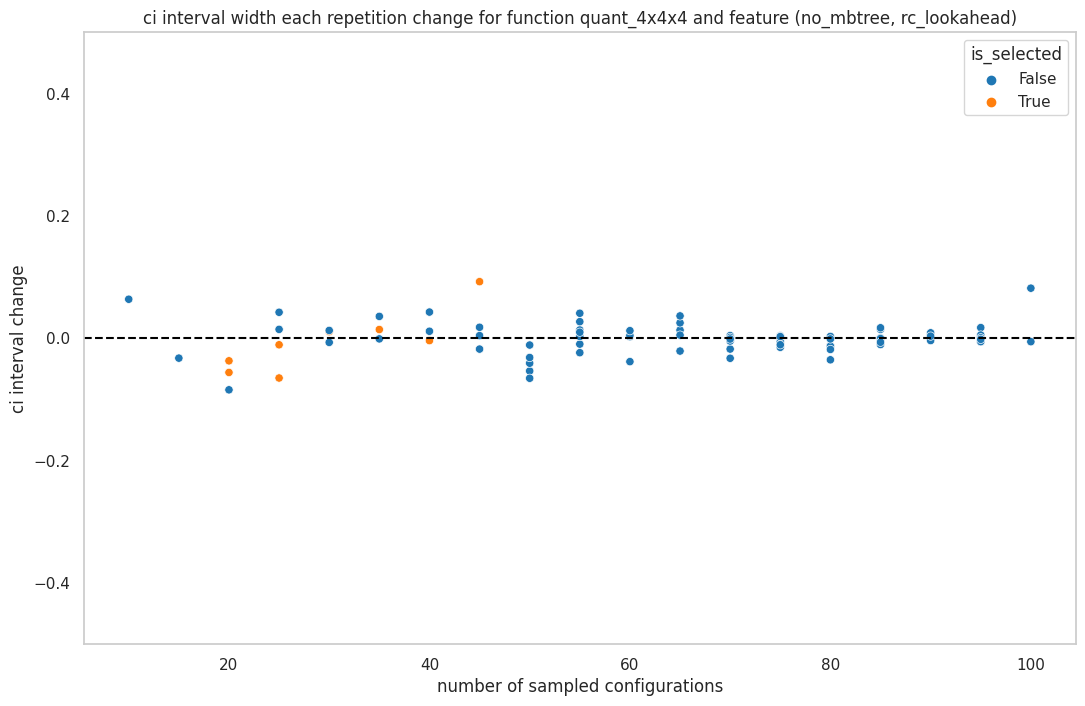 ci interval width each repetition change for function quant_4x4x4 and feature (no_mbtree, rc_lookahead)
is_selected
False
True
ci interval change
0.4
0.2
0.0
−0.2
−0.4
20 40 60 80 100
number of sampled configurations